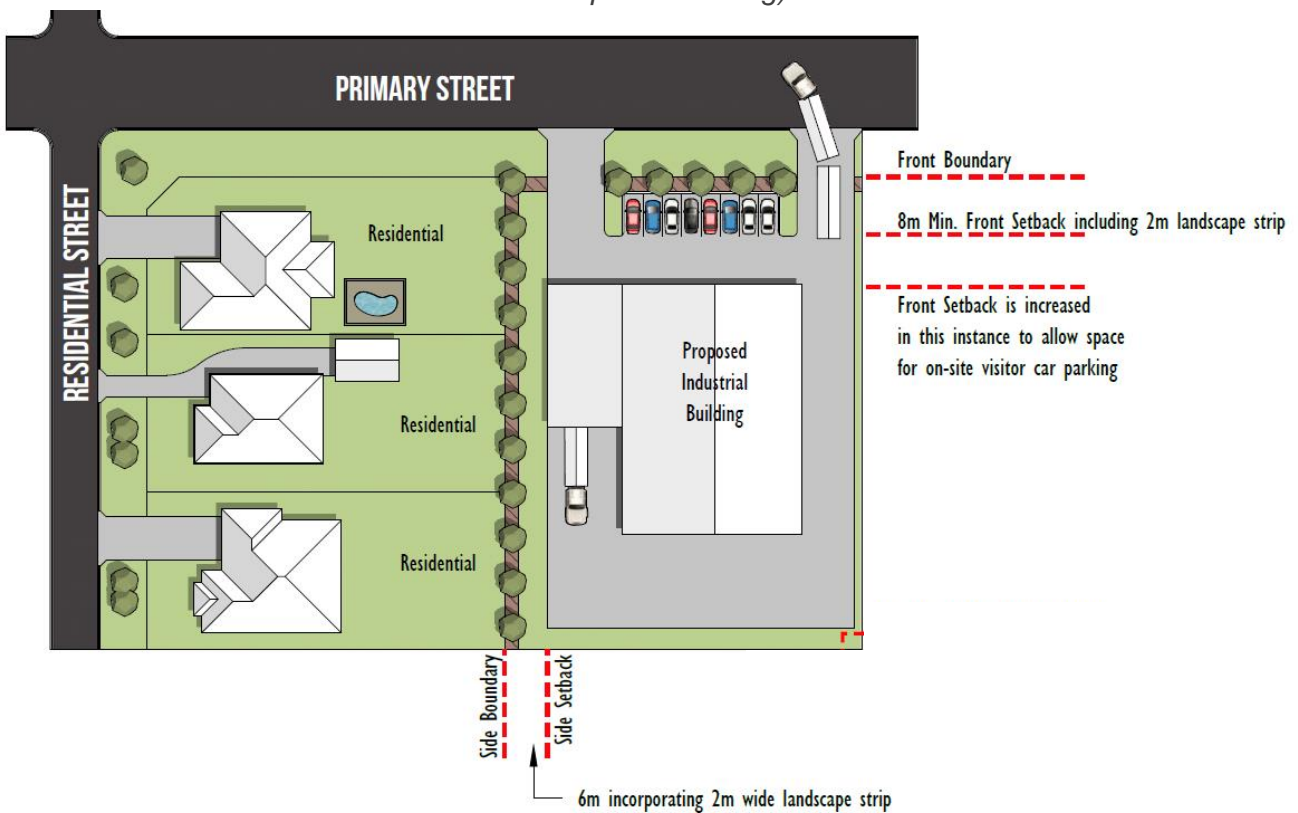 PRIMARY STREET
Front Boundary
RESIDENTIAL STREET
8m Min. Front Setback including 2m landscape strip
Residential
Front Setback is increased
in this instance to allow space
for on-site visitor car parking
Proposed
Industrial
Building
Residential
Residential
Side Boundary
Side Setback
6m incorporating 2m wide landscape strip